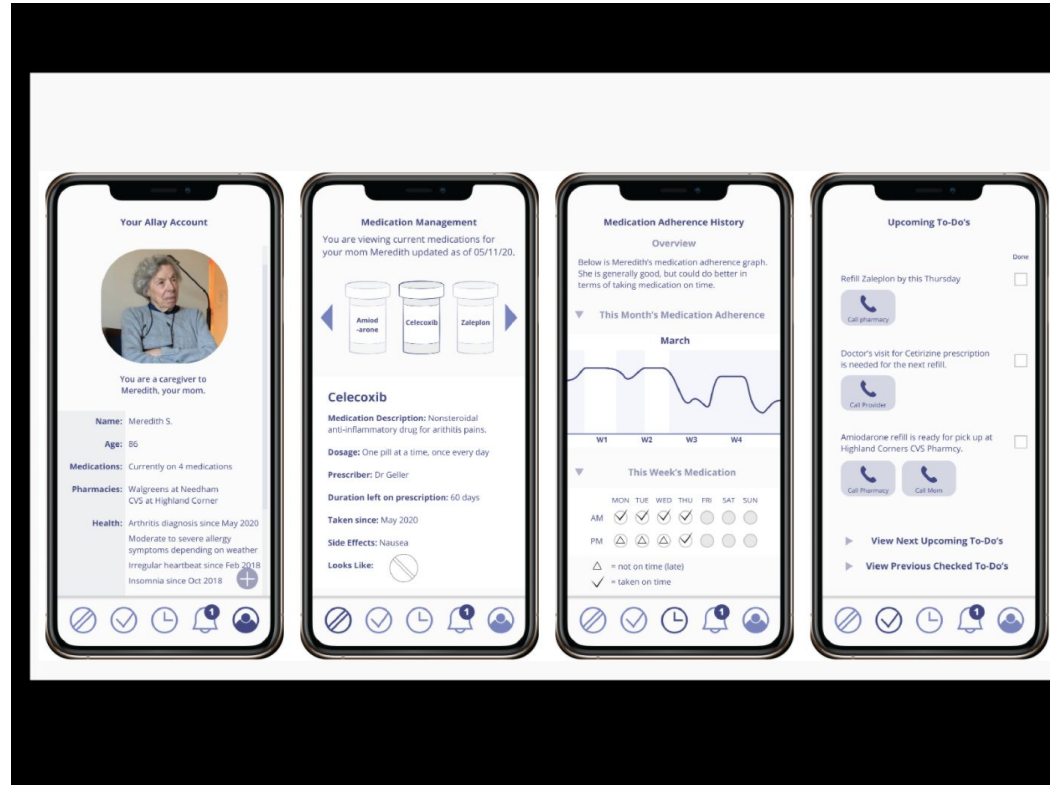 Your Allay Account
You are a caregiver to
Meredith, your mom.
Name: Meredith S.
Age: 86
Medications: Currently on 4 medications
Pharmacies: Walgreens at Needham
CVS at Highland Corner
Health: Arthritis diagnosis since May 2020
Moderate to severe allergy
symptoms depending on weather
Irregular heartbeat since Feb 2018
Insomnia since Oct 2018
1
Medication Management
You are viewing current medications for
your mom Meredith updated as of 05/11/20.
Amiod
-arone
Celecoxib
Zaleplon
Celecoxib
Medication Description: Nonsteroidal
anti-inflammatory drug for arithitis pains.
Dosage: One pill at a time, once every day
Prescriber: Dr Geller
Duration left on prescription: 60 days
Taken since: May 2020
Side Effects: Nausea
Looks Like:
1
Medication Adherence History
Overview
Below is Meredith's medication adherence graph.
She is generally good, but could do better in
terms of taking medication on time.
This Month's Medication Adherence
March
W1 W2 W3 W4
This Week's Medication
MON TUE WED THU FRI SAT SUN
AM
PM
= not on time (late)
= taken on time
1
Upcoming To-Do's
Done
Refill Zaleplon by this Thursday
Call pharmacy
Doctor's visit for Cetirizine prescription
is needed for the next refill.
Call Provider
Amiodarone refill is ready for pick up at
Highland Corners CVS Pharmcy.
Call Pharmacy
Call Mom
View Next Upcoming To-Do's
View Previous Checked To-Do's
1